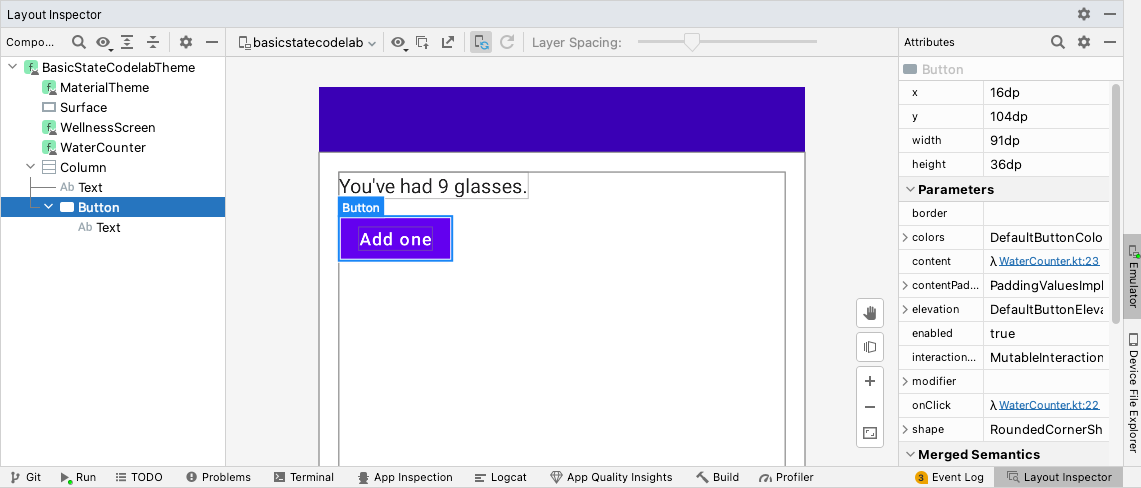 Layout Inspector
Compo...
basicstatecodelab
Layer Spacing:
Attributes
BasicStateCodelabTheme
MaterialTheme
Surface
WellnessScreen
WaterCounter
Column
Ab Text
Button
Ab Text
You've had 9 glasses.
Button
Add one
Button
x 16dp
y 104dp
width 91dp
height 36dp
Parameters
border
colors DefaultButtonColo
content λ WaterCounter.kt:23
contentPad... PaddingValuesImpl
elevation DefaultButtonEleva
enabled true
interaction... MutableInteraction
modifier
onClick λ WaterCounter.kt:22
shape RoundedCornerSh
Merged Semantics
Emulator
Device File Explorer
Git
Run
TODO
Problems
Terminal
App Inspection
Logcat
App Quality Insights
Build
Profiler
3 Event Log
Layout Inspector